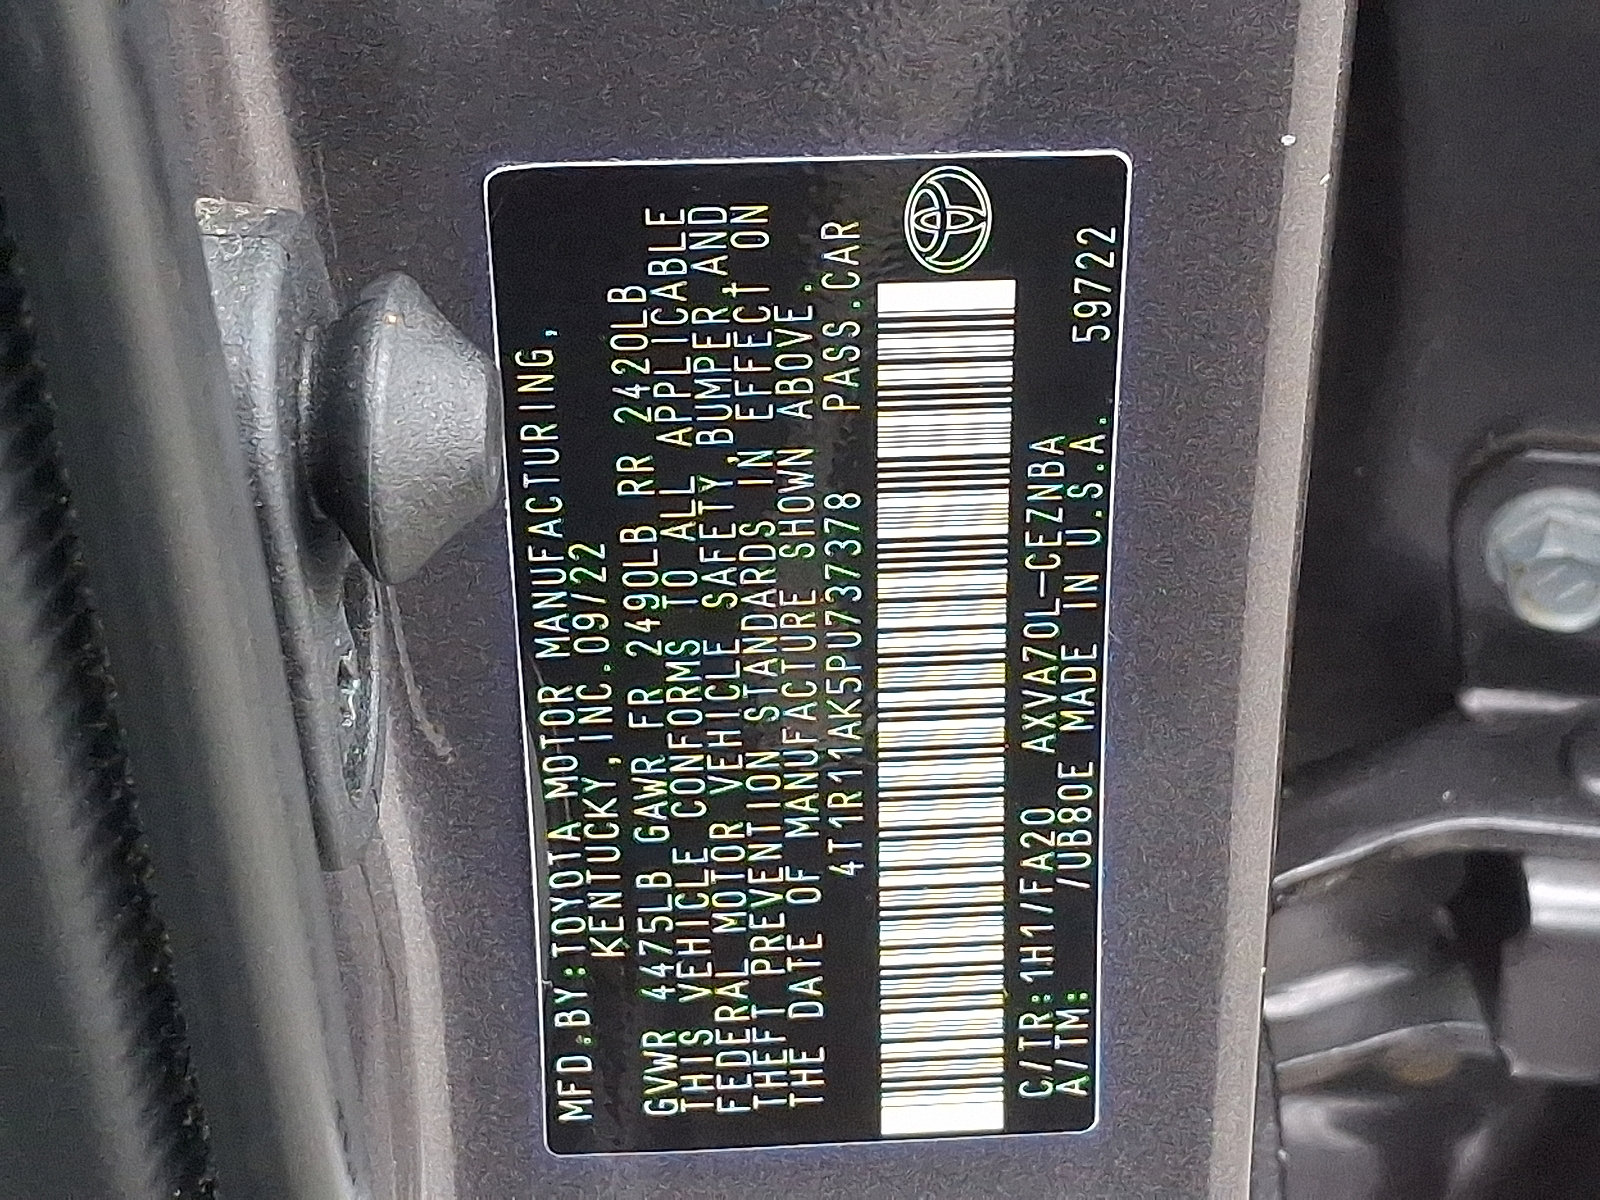 MFD.BY:TOYOTA MOTOR MANUFACTURING,
KENTUCKY, INC.09/22
GVWR 4475LB GAWR FR 2490LB RR 2420LB
THIS VEHICLE CONFORMS TO ALL APPLICABLE
FEDERAL MOTOR VEHICLE SAFETY, BUMPER, AND
THEFT PREVENTION STANDARDS IN EFFECT ON
THE DATE OF MANUFACTURE SHOWN ABOVE.
4T1R11AK5PU737378 PASS.CAR
C/TR:1H1/FA20 AXVA70L-CEZNBA
A/TM: /UB80E MADE IN U.S.A. 59722